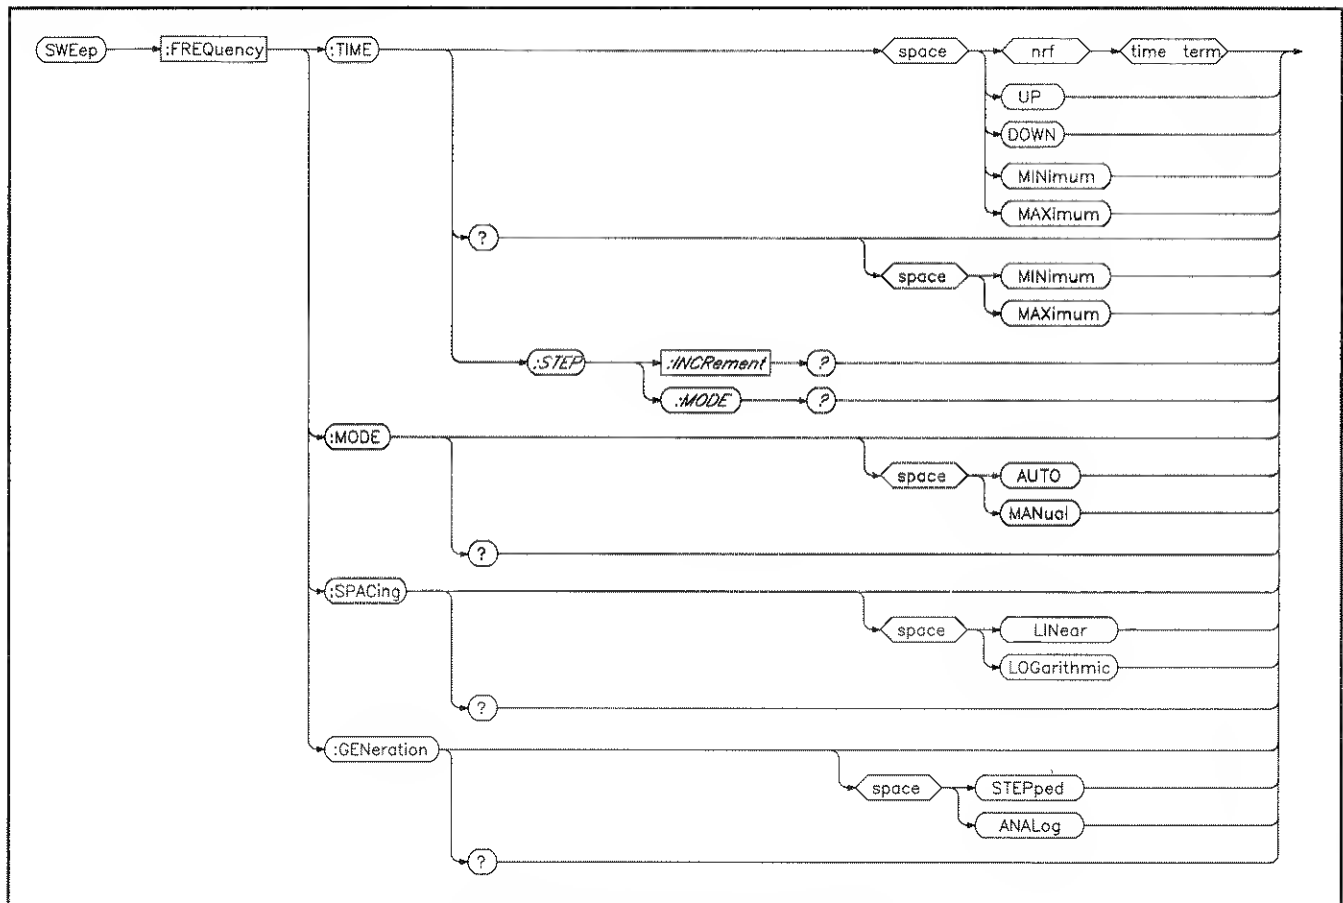 SWEep :FREQuency :TIME space nrf time term
UP
DOWN
MINimum
MAXimum
?
space MINimum
MAXimum
:STEP :INCRement ?
:MODE ?
:MODE
space AUTO
MANual
?
:SPACing
space LINear
LOGarithmic
?
:GENeration
space STEPped
ANALog
?